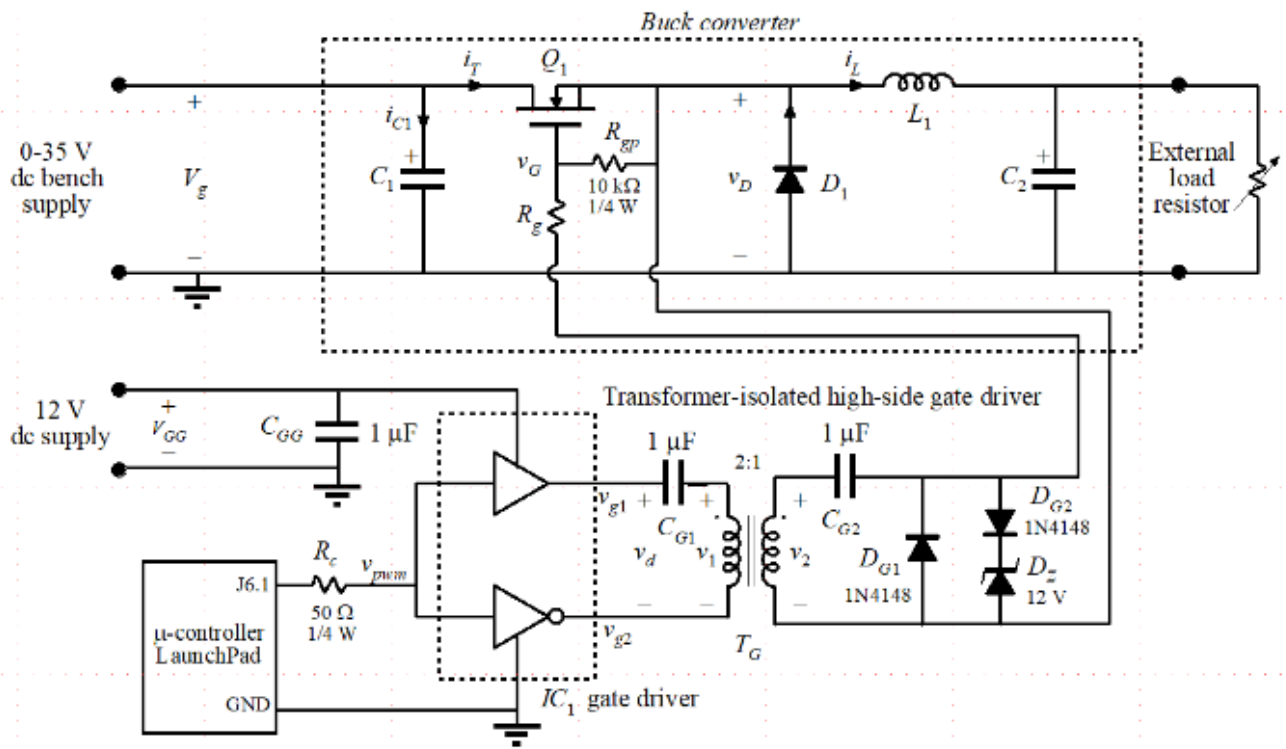 Buck converter
i_T
Q_1
i_L
+
i_C1
+
L_1
R_gp
0-35 V
dc bench
supply
V_g
+
C_1
v_G
10 kΩ
1/4 W
v_D
D_1
+
C_2
External
load
resistor
R_g
–
–
12 V
dc supply
+
V_GG
–
C_GG
1 µF
Transformer-isolated high-side gate driver
1 µF
1 µF
2:1
v_g1
+
–
+
+
D_G2
1N4148
C_G1
C_G2
v_d
v_1
v_2
D_G1
1N4148
D_Z
12 V
R_c
v_pwm
J6.1
50 Ω
1/4 W
µ-controller
LaunchPad
–
–
–
v_g2
T_G
GND
IC_1 gate driver